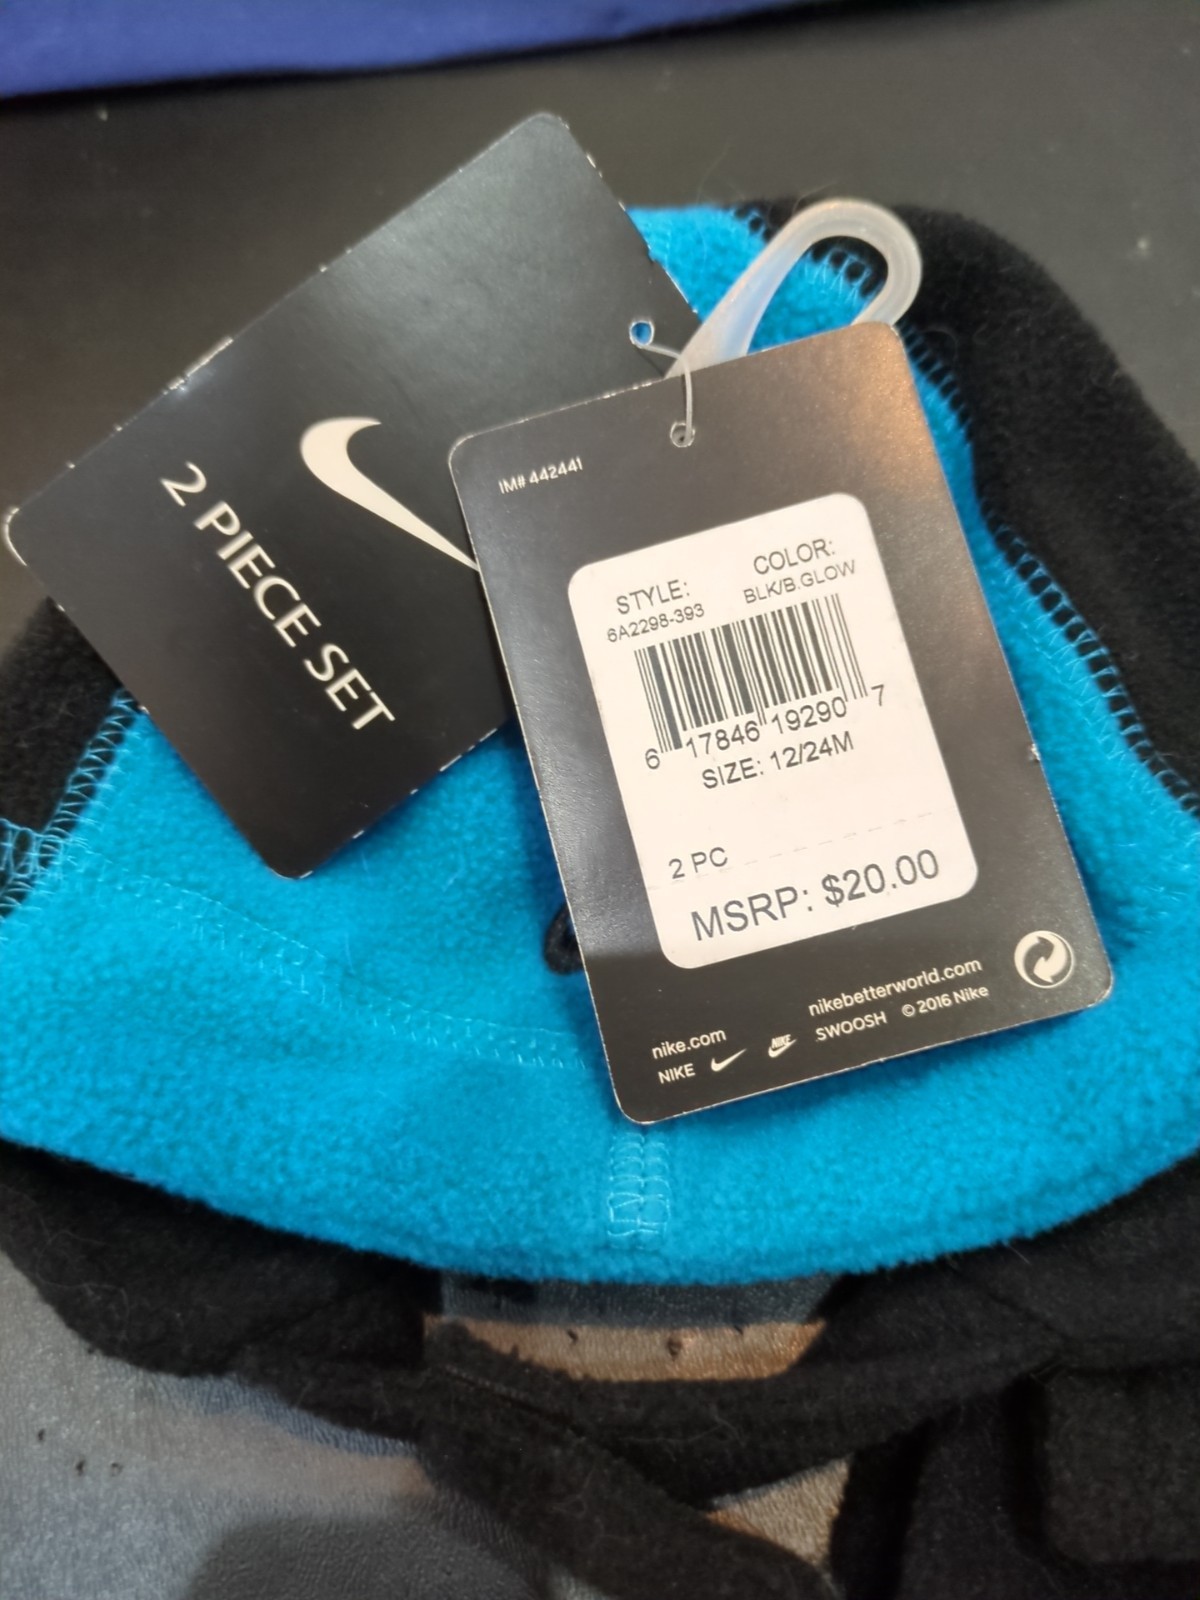 2 PIECE SET
IM# 442441
STYLE: COLOR:
6A2298-393 BLK/B.GLOW
6 17846 19290 7
SIZE: 12/24M
2 PC
MSRP: $20.00
nike.com nikebetterworld.com
NIKE NIKE SWOOSH © 2016 Nike